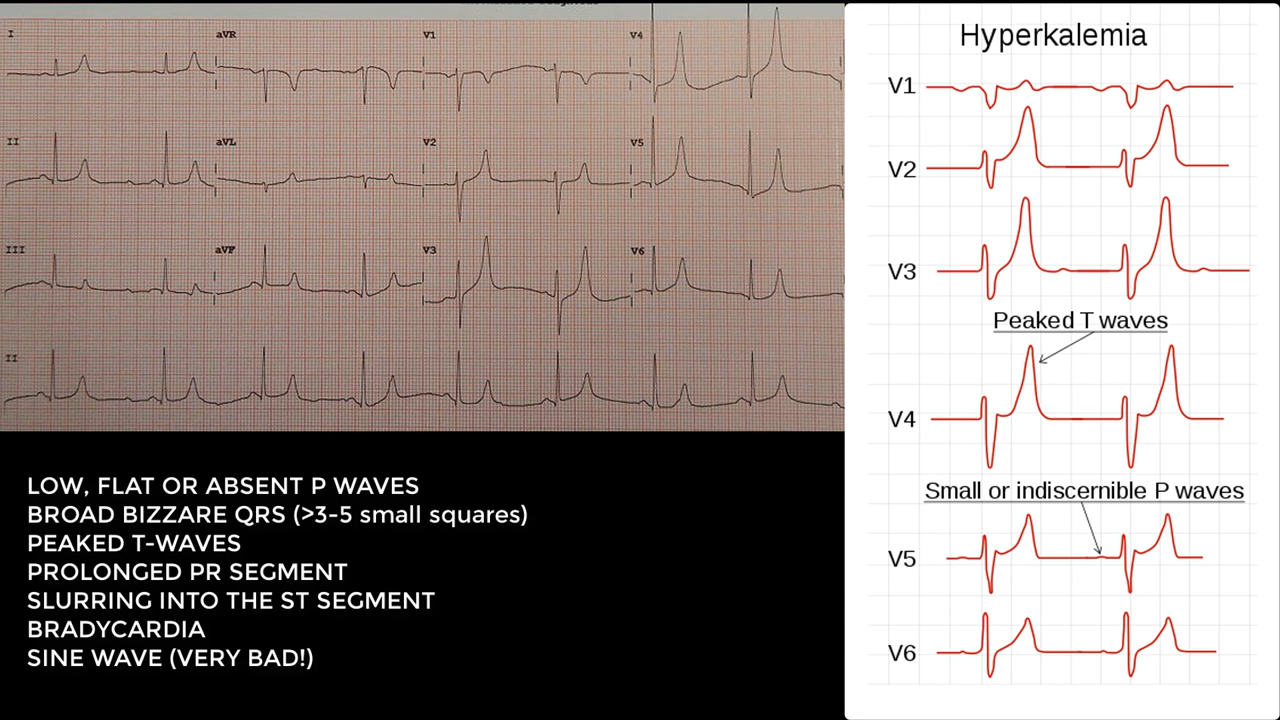 I aVR V1 V4
II aVL V2 V5
III aVF V3 V6
II
LOW, FLAT OR ABSENT P WAVES
BROAD BIZZARE QRS (>3-5 small squares)
PEAKED T-WAVES
PROLONGED PR SEGMENT
SLURRING INTO THE ST SEGMENT
BRADYCARDIA
SINE WAVE (VERY BAD!)
Hyperkalemia
V1
V2
V3
Peaked T waves
V4
Small or indiscernible P waves
V5
V6